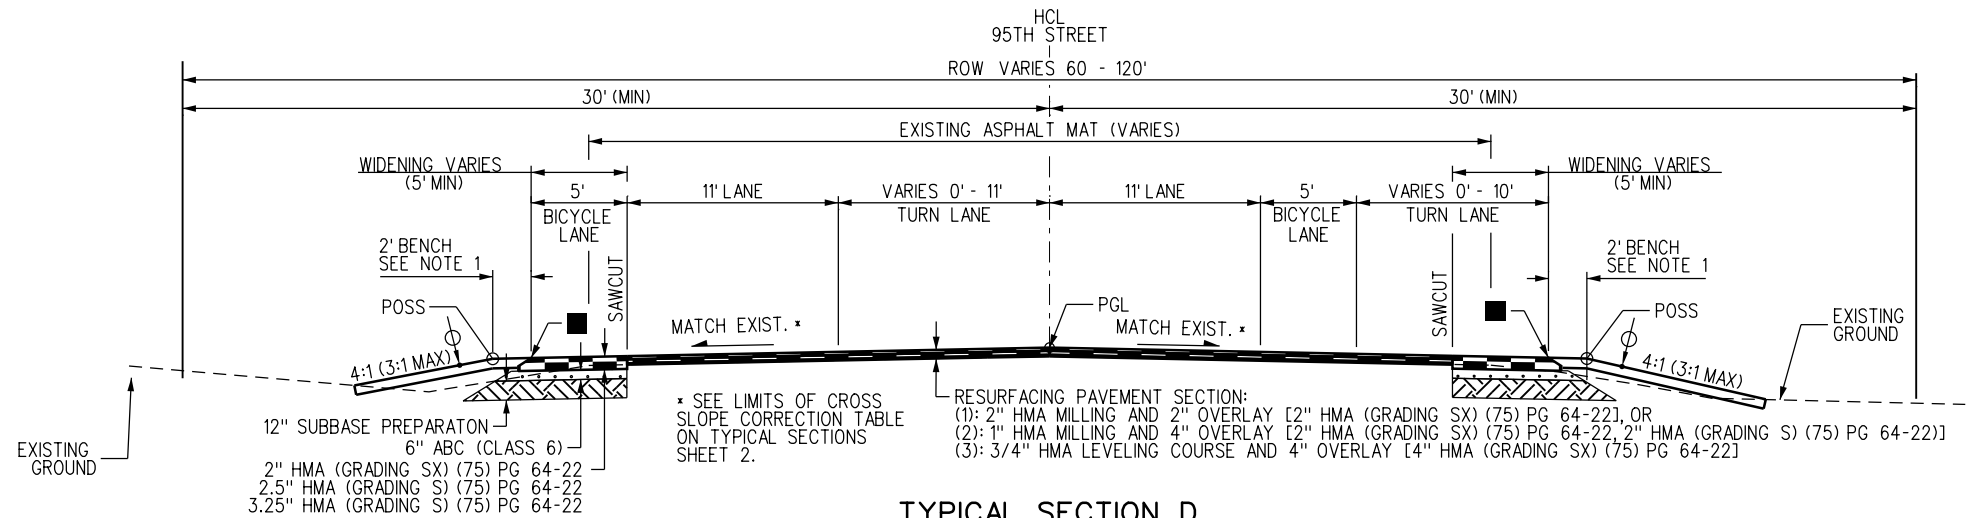 HCL
95TH STREET
ROW VARIES 60 - 120'
30' (MIN)
30' (MIN)
EXISTING ASPHALT MAT (VARIES)
WIDENING VARIES
(5' MIN)
WIDENING VARIES
(5' MIN)
5'
BICYCLE
LANE
11' LANE
VARIES 0' - 11'
TURN LANE
11' LANE
5'
BICYCLE
LANE
VARIES 0' - 10'
TURN LANE
2' BENCH
SEE NOTE 1
SAWCUT
SAWCUT
2' BENCH
SEE NOTE 1
POSS
PGL
POSS
MATCH EXIST. *
MATCH EXIST. *
EXISTING
GROUND
4:1 (3:1 MAX)
4:1 (3:1 MAX)
* SEE LIMITS OF CROSS
SLOPE CORRECTION TABLE
ON TYPICAL SECTIONS
SHEET 2.
RESURFACING PAVEMENT SECTION:
(1): 2" HMA MILLING AND 2" OVERLAY [2" HMA (GRADING SX) (75) PG 64-22], OR
(2): 1" HMA MILLING AND 4" OVERLAY [2" HMA (GRADING SX) (75) PG 64-22, 2" HMA (GRADING S) (75) PG 64-22)]
(3): 3/4" HMA LEVELING COURSE AND 4" OVERLAY [4" HMA (GRADING SX) (75) PG 64-22]
12" SUBBASE PREPARATON
6" ABC (CLASS 6)
2" HMA (GRADING SX) (75) PG 64-22
2.5" HMA (GRADING S) (75) PG 64-22
3.25" HMA (GRADING S) (75) PG 64-22
EXISTING
GROUND
TYPICAL SECTION D